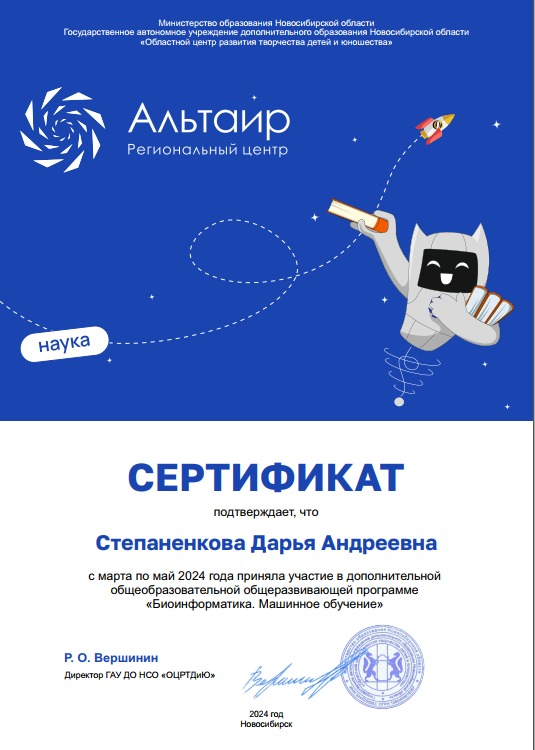 Министерство образования Новосибирской области
Государственное автономное учреждение дополнительного образования Новосибирской области
«Областной центр развития творчества детей и юношества»
Альтаир
Региональный центр
наука
СЕРТИФИКАТ
подтверждает, что
Степаненкова Дарья Андреевна
с марта по май 2024 года приняла участие в дополнительной
общеобразовательной общеразвивающей программе
«Биоинформатика. Машинное обучение»
Р. О. Вершинин
Директор ГАУ ДО НСО «ОЦРТДиЮ»
2024 год
Новосибирск